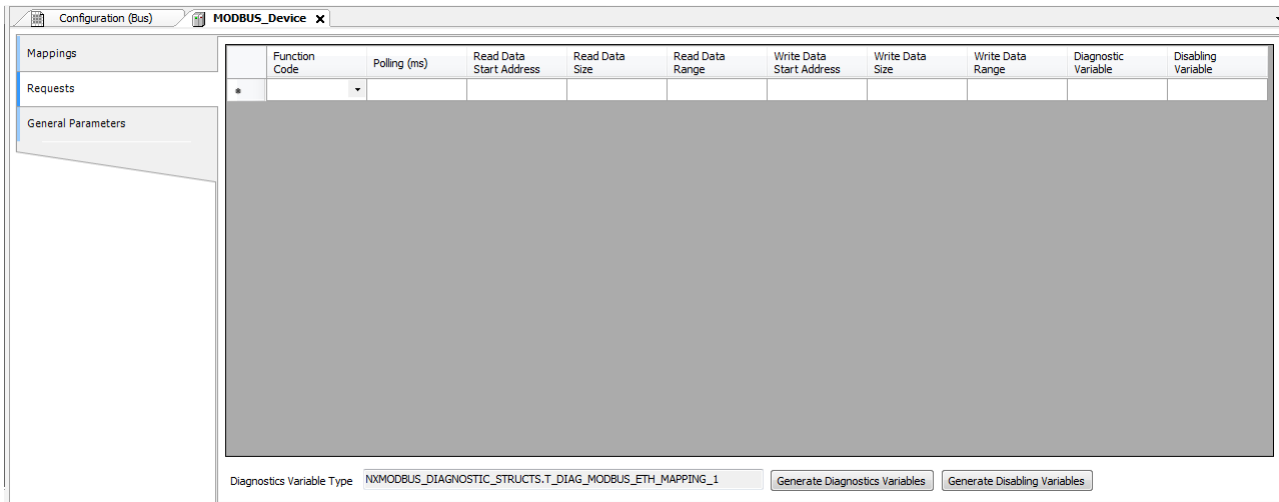 Configuration (Bus) MODBUS_Device x
Mappings
Requests
General Parameters
Function Code Polling (ms) Read Data Start Address Read Data Size Read Data Range Write Data Start Address Write Data Size Write Data Range Diagnostic Variable Disabling Variable
*
Diagnostics Variable Type NXMODBUS_DIAGNOSTIC_STRUCTS.T_DIAG_MODBUS_ETH_MAPPING_1 Generate Diagnostics Variables Generate Disabling Variables